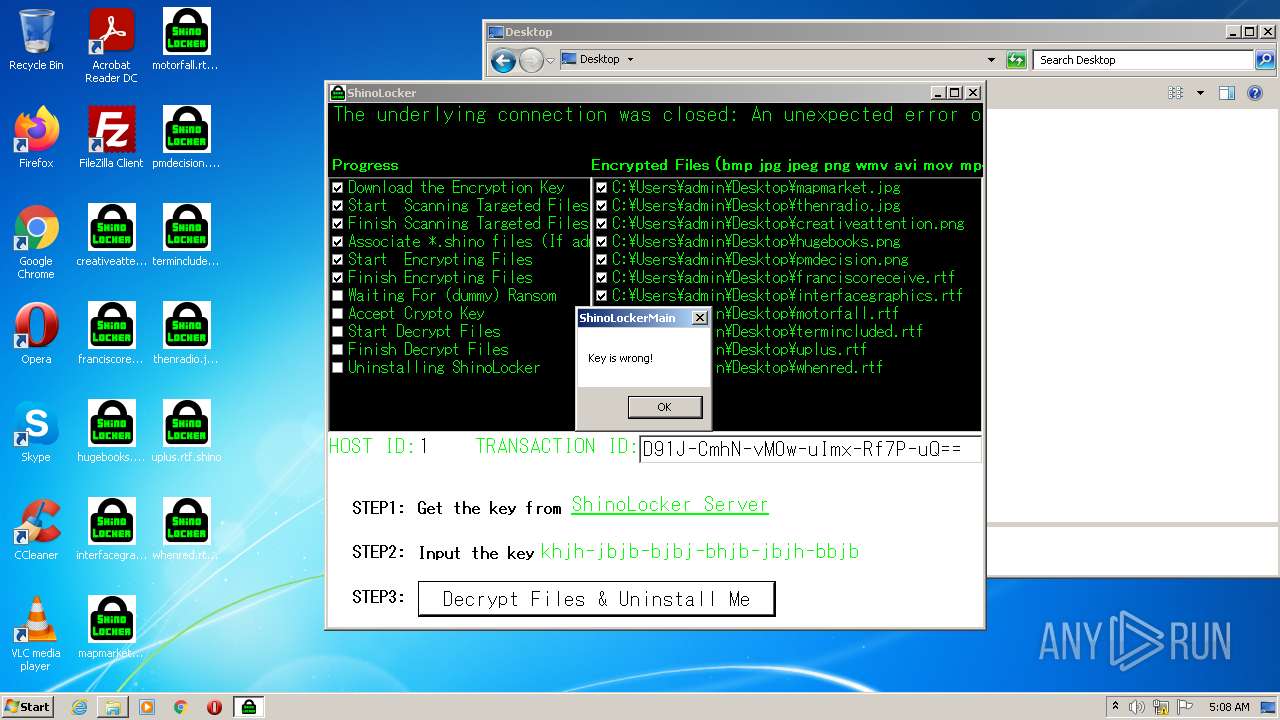 Recycle Bin
Acrobat Reader DC
motorfall.rt...
Firefox
FileZilla Client
pmdecision....
Google Chrome
creativeatte...
terminclude...
Opera
franciscore...
thenradio.j...
Skype
hugebooks....
uplus.rtf.shino
CCleaner
interfacegra...
whenred.rt...
VLC media player
mapmarket....
SHINO LOCKER
SHINO LOCKER
SHINO LOCKER
SHINO LOCKER
SHINO LOCKER
SHINO LOCKER
SHINO LOCKER
SHINO LOCKER
SHINO LOCKER
SHINO LOCKER
SHINO LOCKER
Desktop
Desktop
Search Desktop
ShinoLocker
The underlying connection was closed: An unexpected error o
Progress
Encrypted Files (bmp jpg jpeg png wmv avi mov mp
Download the Encryption Key
C:¥Users¥admin¥Desktop¥mapmarket.jpg
Start  Scanning Targeted Files
C:¥Users¥admin¥Desktop¥thenradio.jpg
Finish Scanning Targeted Files
C:¥Users¥admin¥Desktop¥creativeattention.png
Associate *.shino files (If ad
C:¥Users¥admin¥Desktop¥hugebooks.png
Start  Encrypting Files
C:¥Users¥admin¥Desktop¥pmdecision.png
Finish Encrypting Files
C:¥Users¥admin¥Desktop¥franciscoreceive.rtf
Waiting For (dummy) Ransom
C:¥Users¥admin¥Desktop¥interfacegraphics.rtf
Accept Crypto Key
n¥Desktop¥motorfall.rtf
Start Decrypt Files
n¥Desktop¥termincluded.rtf
Finish Decrypt Files
n¥Desktop¥uplus.rtf
Uninstalling ShinoLocker
n¥Desktop¥whenred.rtf
ShinoLockerMain
Key is wrong!
OK
HOST ID: 1 TRANSACTION ID: D91J-CmhN-vMOw-uImx-Rf7P-uQ==
STEP1: Get the key from ShinoLocker Server
STEP2: Input the key khjh-jbjb-bjbj-bhjb-jbjh-bbjb
STEP3: Decrypt Files & Uninstall Me
ANY RUN
Start
5:08 AM